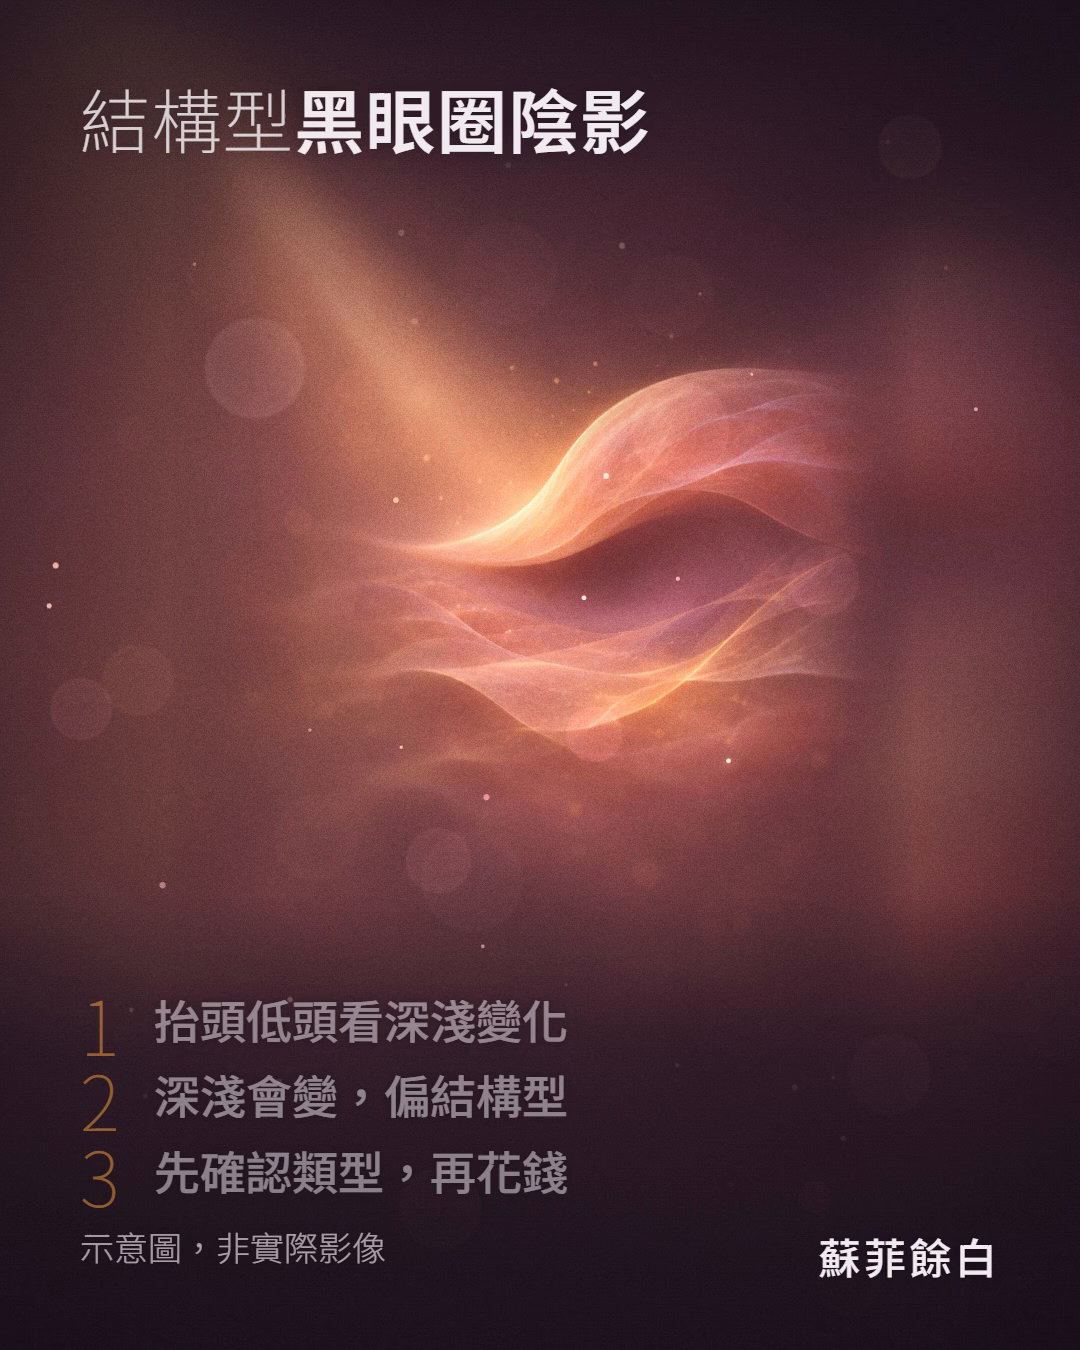 結構型黑眼圈陰影
1 抬頭低頭看深淺變化
2 深淺會變，偏結構型
3 先確認類型，再花錢
示意圖，非實際影像
蘇菲餘白